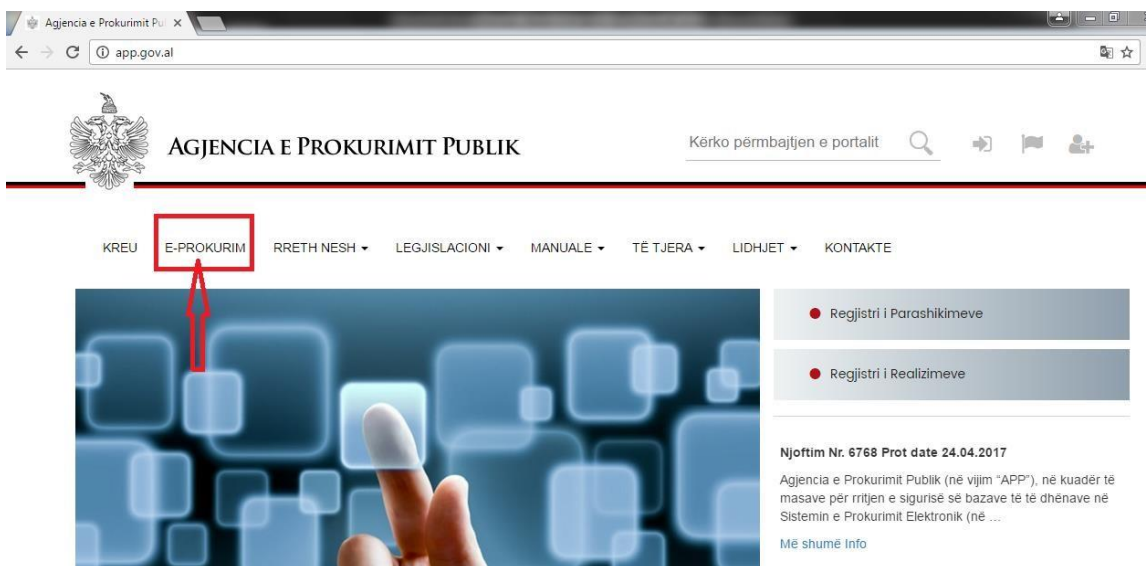 Agjencia e Prokurimit Pu
app.gov.al
AGJENCIA E PROKURIMIT PUBLIK
Kërko përmbajtjen e portalit
KREU E-PROKURIM RRETH NESH LEGJISLACIONI MANUALE TË TJERA LIDHJET KONTAKTE
Regjistri i Parashikimeve
Regjistri i Realizimeve
Njoftim Nr. 6768 Prot date 24.04.2017
Agjencia e Prokurimit Publik (në vijim “APP”), në kuadër të
masave për rritjen e sigurisë së bazave të të dhënave në
Sistemin e Prokurimit Elektronik (në ...
Më shumë Info